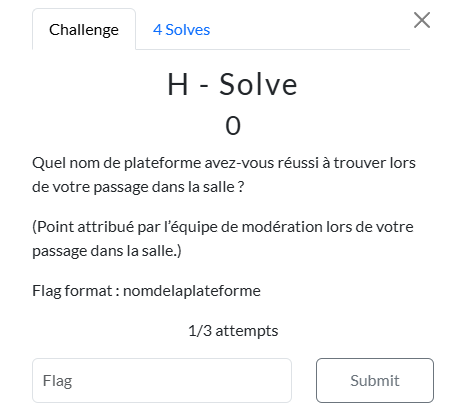 Challenge
4 Solves
H - Solve
0
Quel nom de plateforme avez-vous réussi à trouver lors
de votre passage dans la salle ?
(Point attribué par l’équipe de modération lors de votre
passage dans la salle.)
Flag format : nomdelaplateforme
1/3 attempts
Flag
Submit